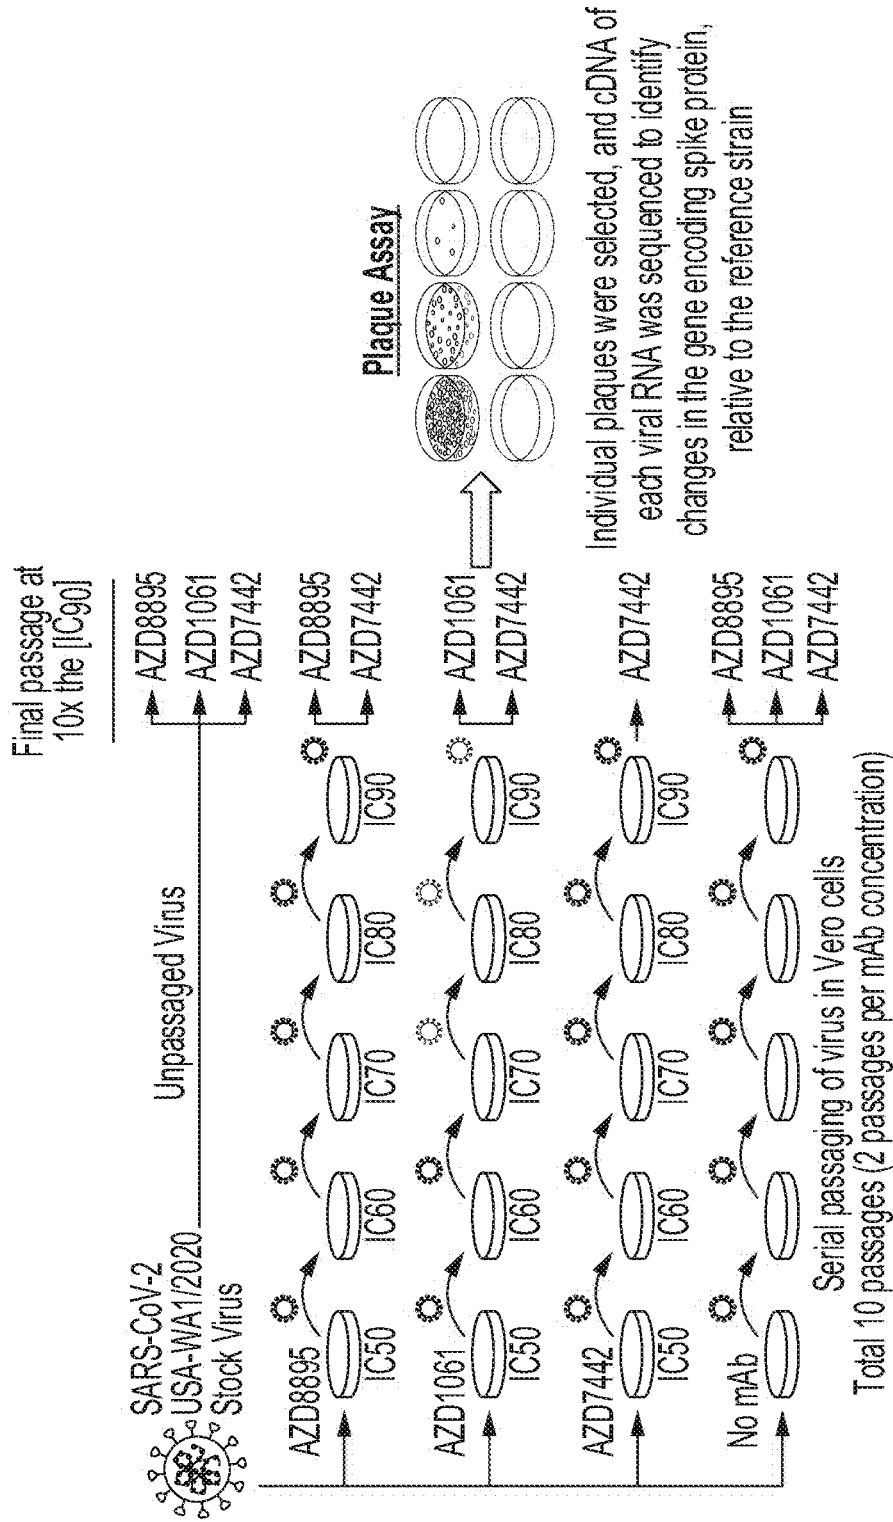 SARS-CoV-2
USA-WA1/2020
Stock Virus
Unpassaged Virus
Final passage at
10x the [IC90]
AZD8895
AZD1061
AZD7442
AZD8895
IC50
IC60
IC70
IC80
IC90
AZD8895
AZD7442
AZD1061
IC50
IC60
IC70
IC80
IC90
AZD1061
AZD7442
AZD7442
IC50
IC60
IC70
IC80
IC90
AZD7442
No mAb
AZD8895
AZD1061
AZD7442
Serial passaging of virus in Vero cells
Total 10 passages (2 passages per mAb concentration)
Plaque Assay
Individual plaques were selected, and cDNA of
each viral RNA was sequenced to identify
changes in the gene encoding spike protein,
relative to the reference strain